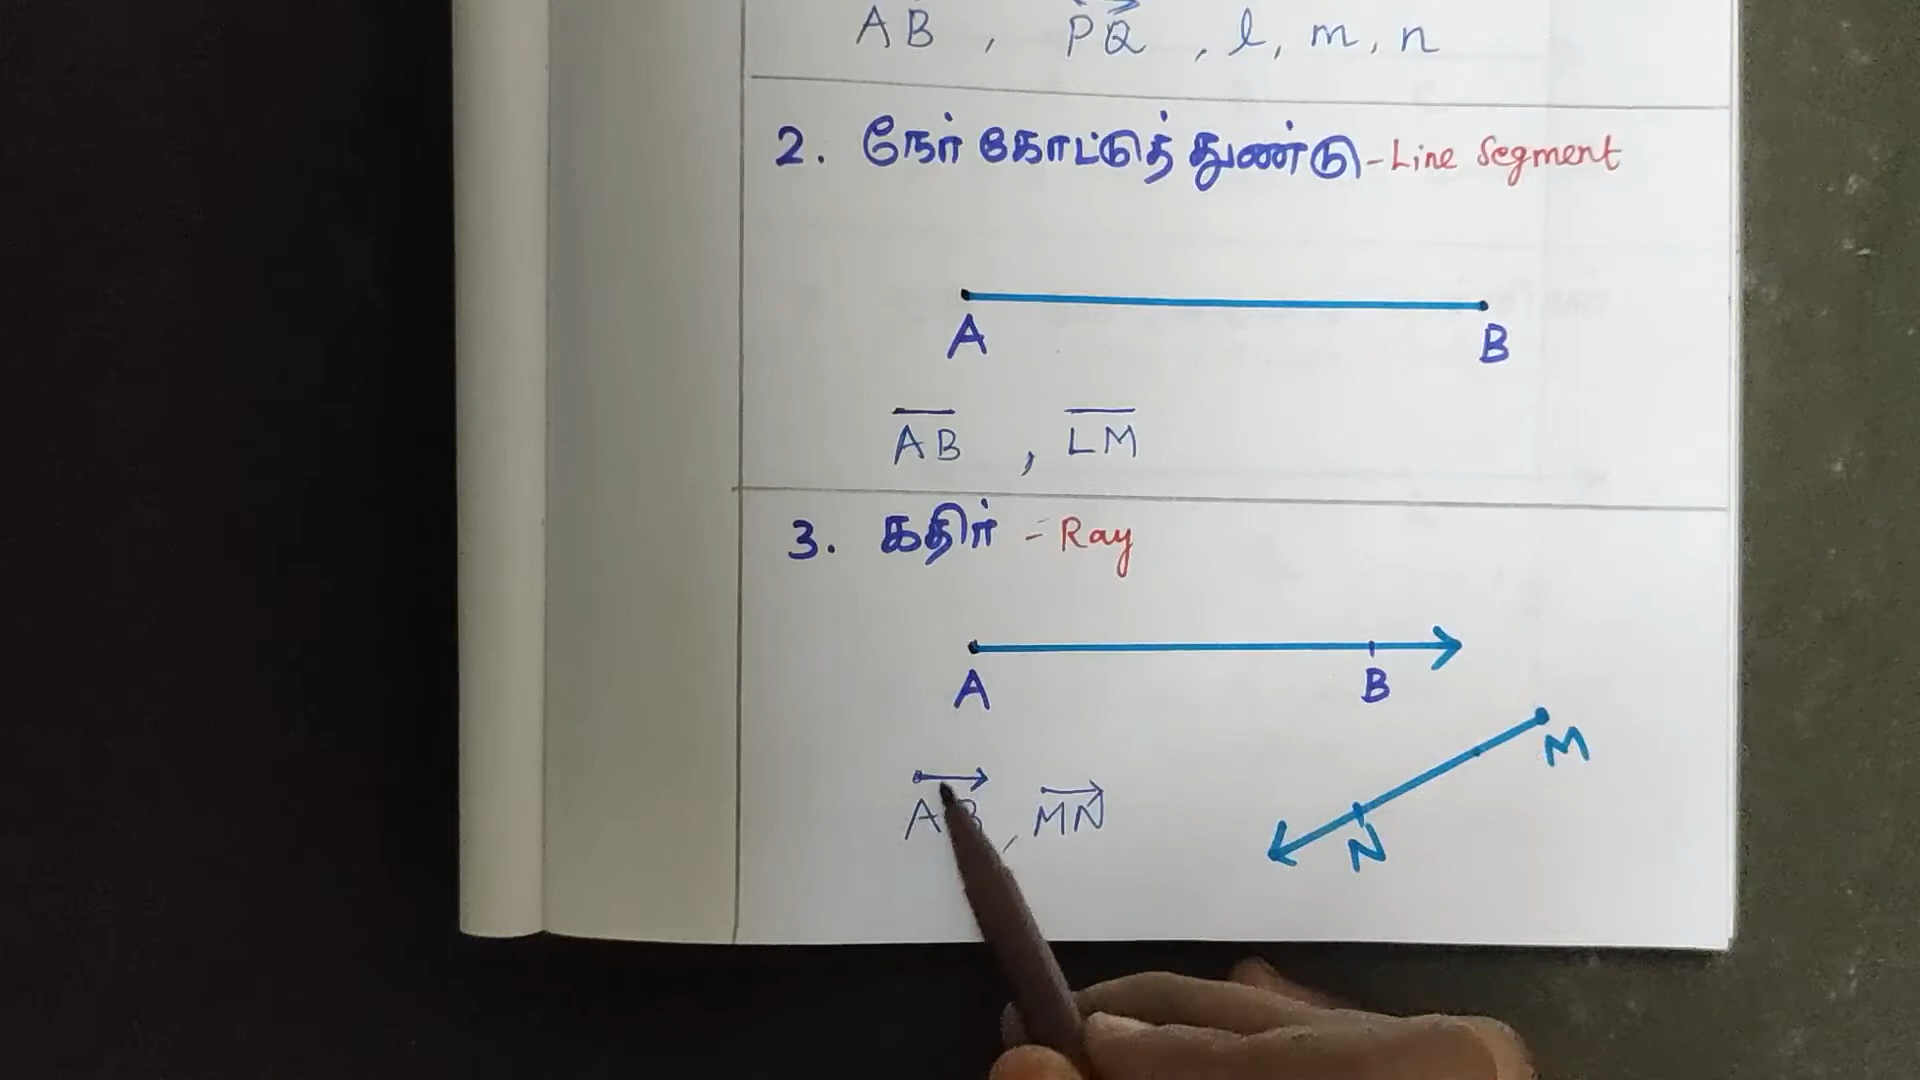 AB , PQ , l, m, n
2. நேர் கோட்டுத் துண்டு - Line Segment
A B
AB , LM
3. கதிர் - Ray
A B
M
AB , MN
N